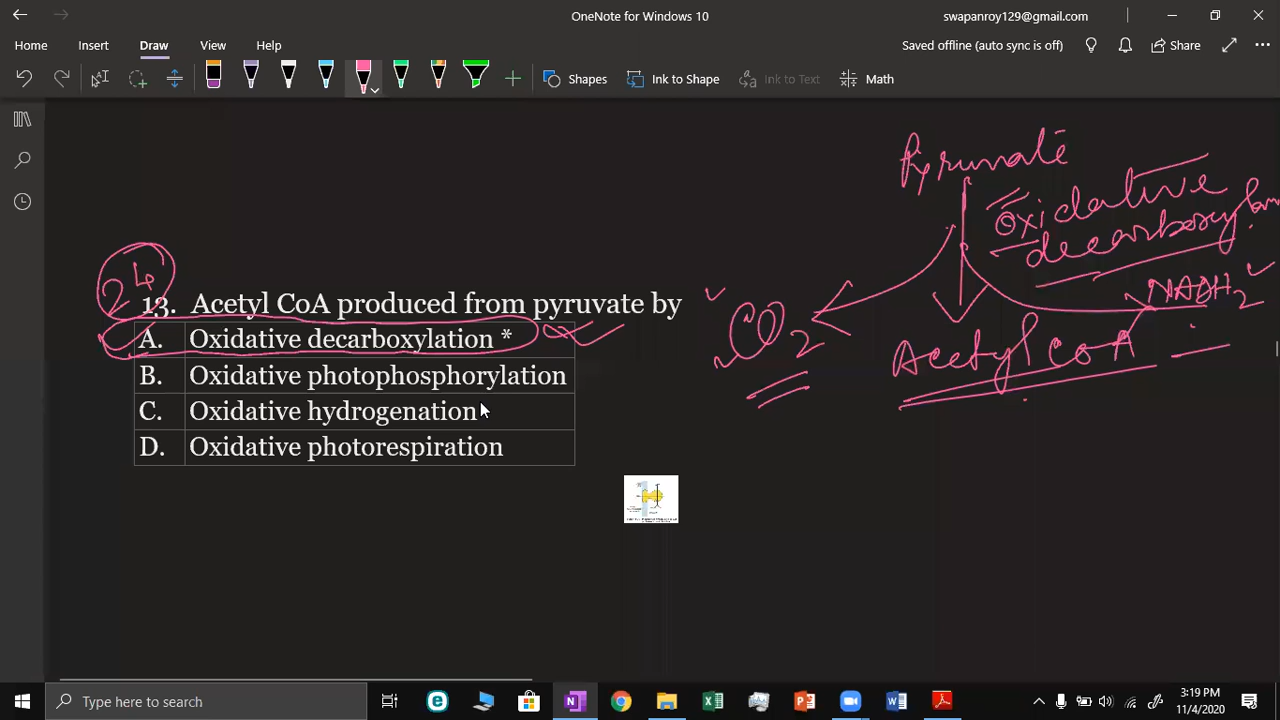 OneNote for Windows 10
swapanroy129@gmail.com
Home Insert Draw View Help
Saved offline (auto sync is off)
Share
Shapes
Ink to Shape
Ink to Text
Math
Pyruvate
Oxidative
decarboxylation
NADH2
CO2
Acetyl CoA
24
13. Acetyl CoA produced from pyruvate by
A. Oxidative decarboxylation *
B. Oxidative photophosphorylation
C. Oxidative hydrogenation
D. Oxidative photorespiration
Type here to search
3:19 PM
11/4/2020